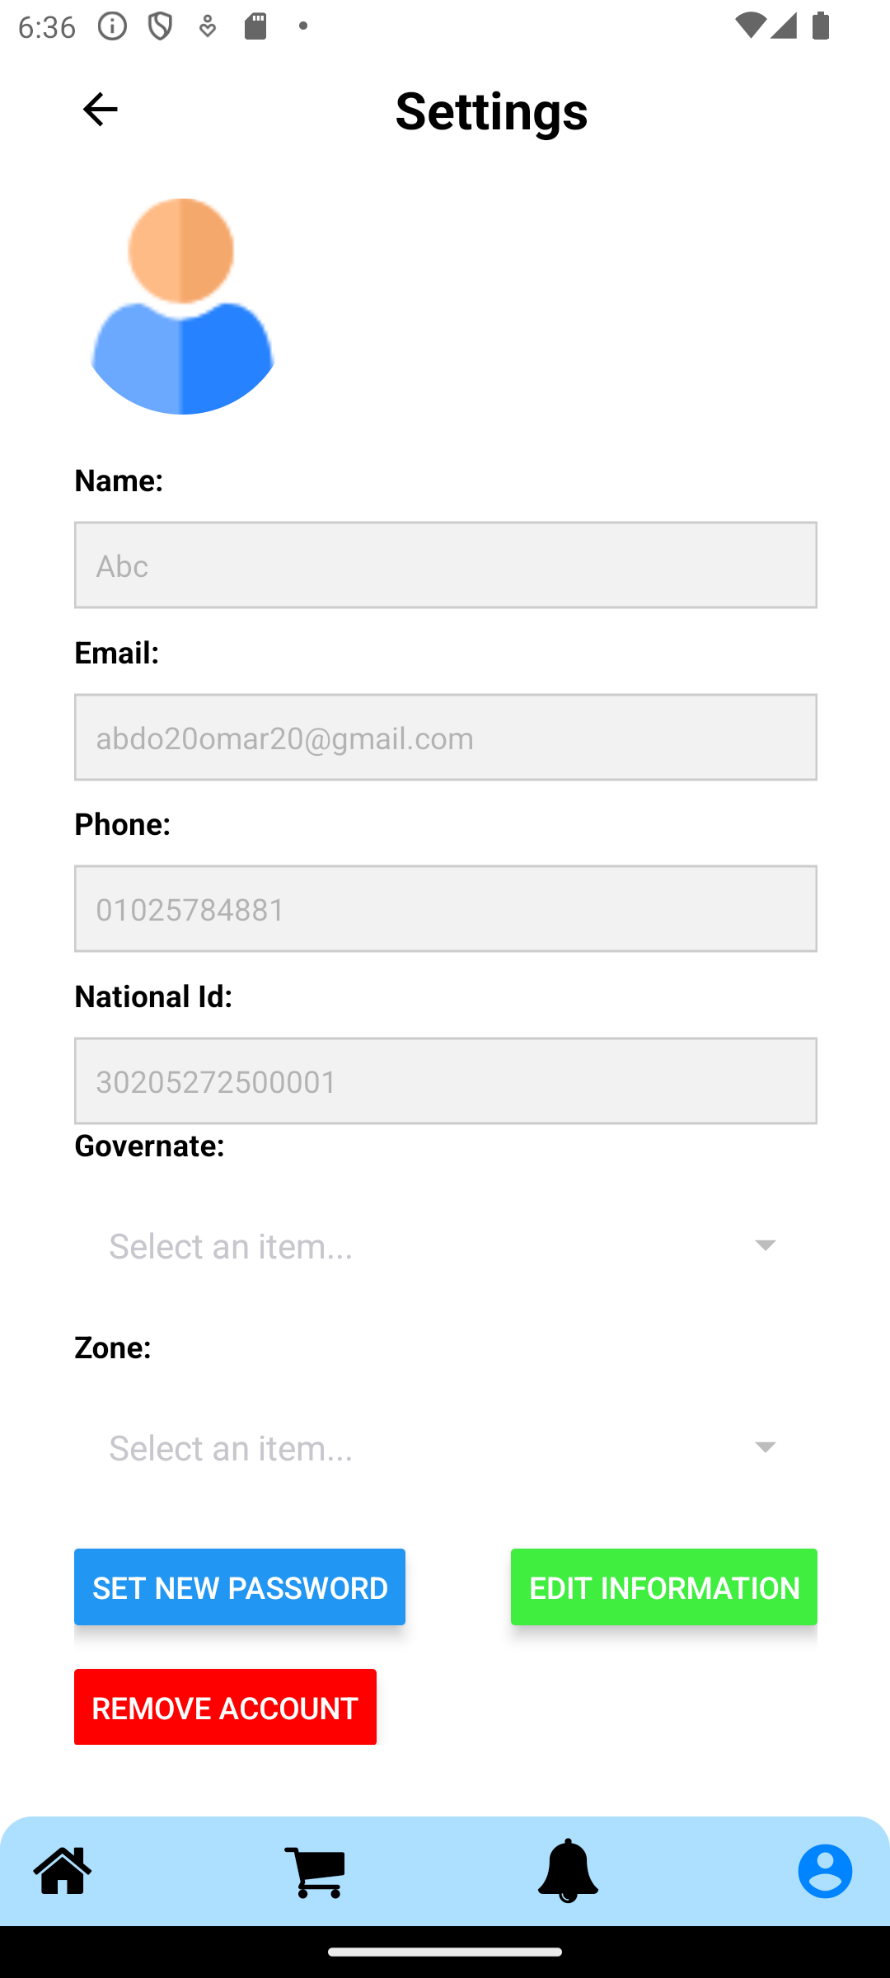 6:36
Settings
Name:
Abc
Email:
abdo20omar20@gmail.com
Phone:
01025784881
National Id:
30205272500001
Governate:
Select an item...
Zone:
Select an item...
SET NEW PASSWORD
EDIT INFORMATION
REMOVE ACCOUNT